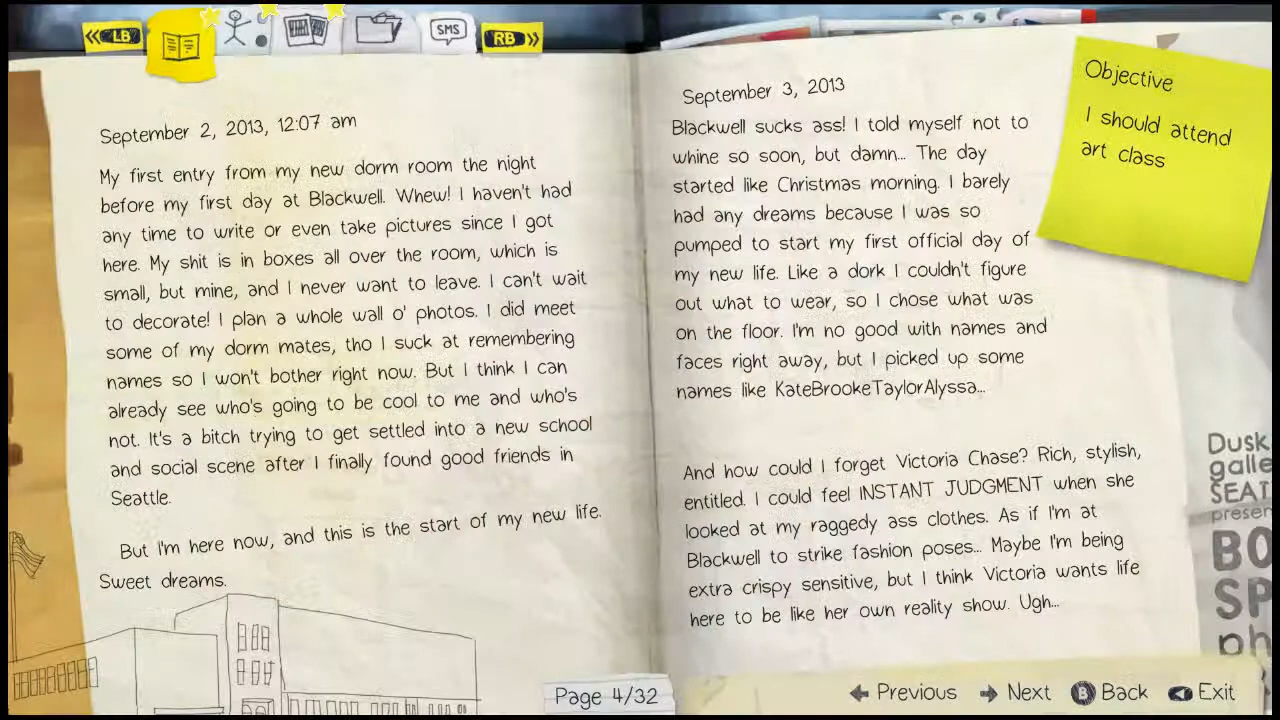 LB
SMS
RB
September 2, 2013, 12:07 am
My first entry from my new dorm room the night
before my first day at Blackwell. Whew! I haven't had
any time to write or even take pictures since I got
here. My shit is in boxes all over the room, which is
small, but mine, and I never want to leave. I can't wait
to decorate! I plan a whole wall o' photos. I did meet
some of my dorm mates, tho I suck at remembering
names so I won't bother right now. But I think I can
already see who's going to be cool to me and who's
not. It's a bitch trying to get settled into a new school
and social scene after I finally found good friends in
Seattle.
But I'm here now, and this is the start of my new life.
Sweet dreams.
September 3, 2013
Blackwell sucks ass! I told myself not to
whine so soon, but damn... The day
started like Christmas morning. I barely
had any dreams because I was so
pumped to start my first official day of
my new life. Like a dork I couldn't figure
out what to wear, so I chose what was
on the floor. I'm no good with names and
faces right away, but I picked up some
names like KateBrookeTaylorAlyssa...
And how could I forget Victoria Chase? Rich, stylish,
entitled. I could feel INSTANT JUDGMENT when she
looked at my raggedy ass clothes. As if I'm at
Blackwell to strike fashion poses... Maybe I'm being
extra crispy sensitive, but I think Victoria wants life
here to be like her own reality show. Ugh...
Objective
I should attend
art class
Dusk
galle
SEAT
presen
BO
SP
ph
Page 4/32
Previous
Next
B Back
Exit